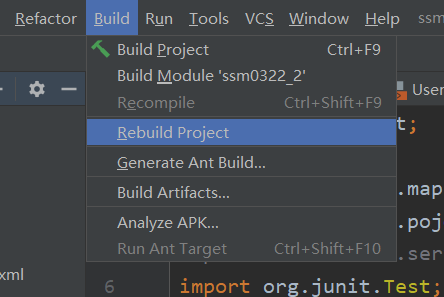 Refactor Build Run Tools VCS Window Help ssm
Build Project Ctrl+F9
Build Module 'ssm0322_2'
Recompile Ctrl+Shift+F9
User
t;
Rebuild Project
Generate Ant Build...
Build Artifacts...
.map
Analyze APK...
.poj
Run Ant Target Ctrl+Shift+F10
.ser
xml
6 import org.junit.Test;